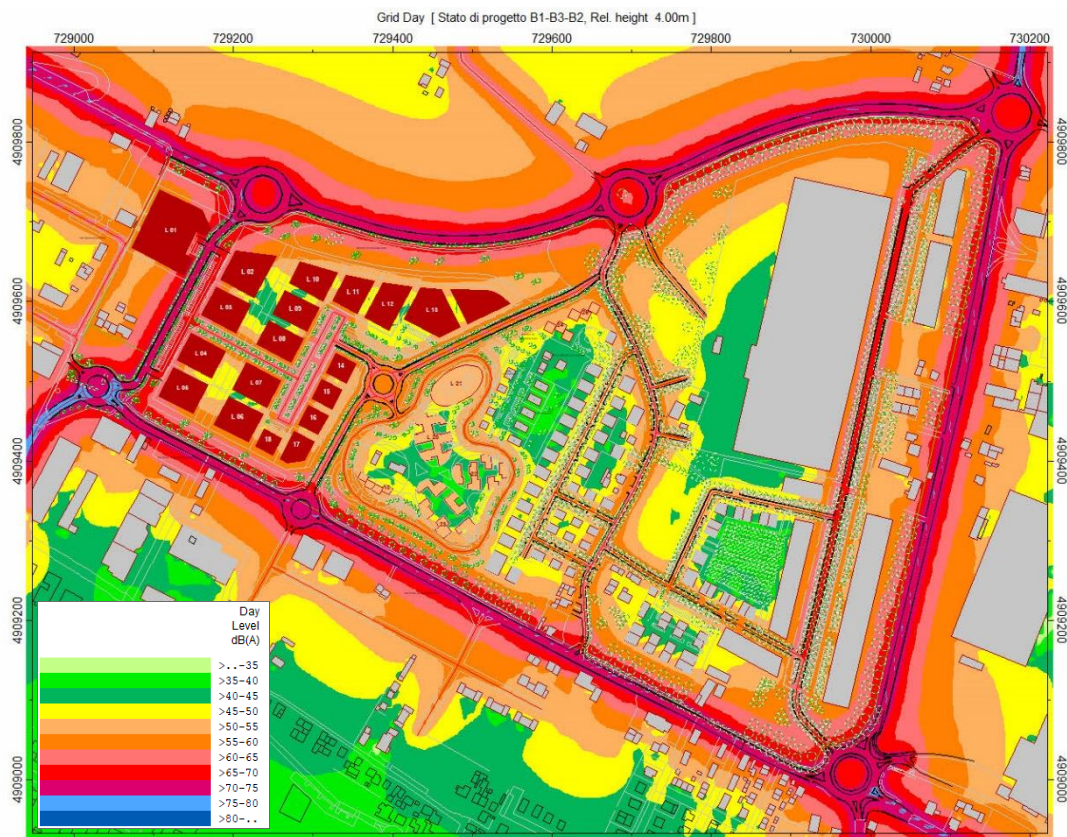 Grid Day [ Stato di progetto B1-B3-B2, Rel. height 4.00m ]
729000 729200 729400 729600 729800 730000 730200
4909800 4909800
4909600 4909600
4909400 4909400
4909200 4909200
4909000 4909000
L 01
L 02
L 10
L 11
L 12
L 13
L 03
L 05
L 04
L 08
L 07
L 06
L 06
14
15
16
17
18
L 21
Day
Level
dB(A)
>..-35
>35-40
>40-45
>45-50
>50-55
>55-60
>60-65
>65-70
>70-75
>75-80
>80-..